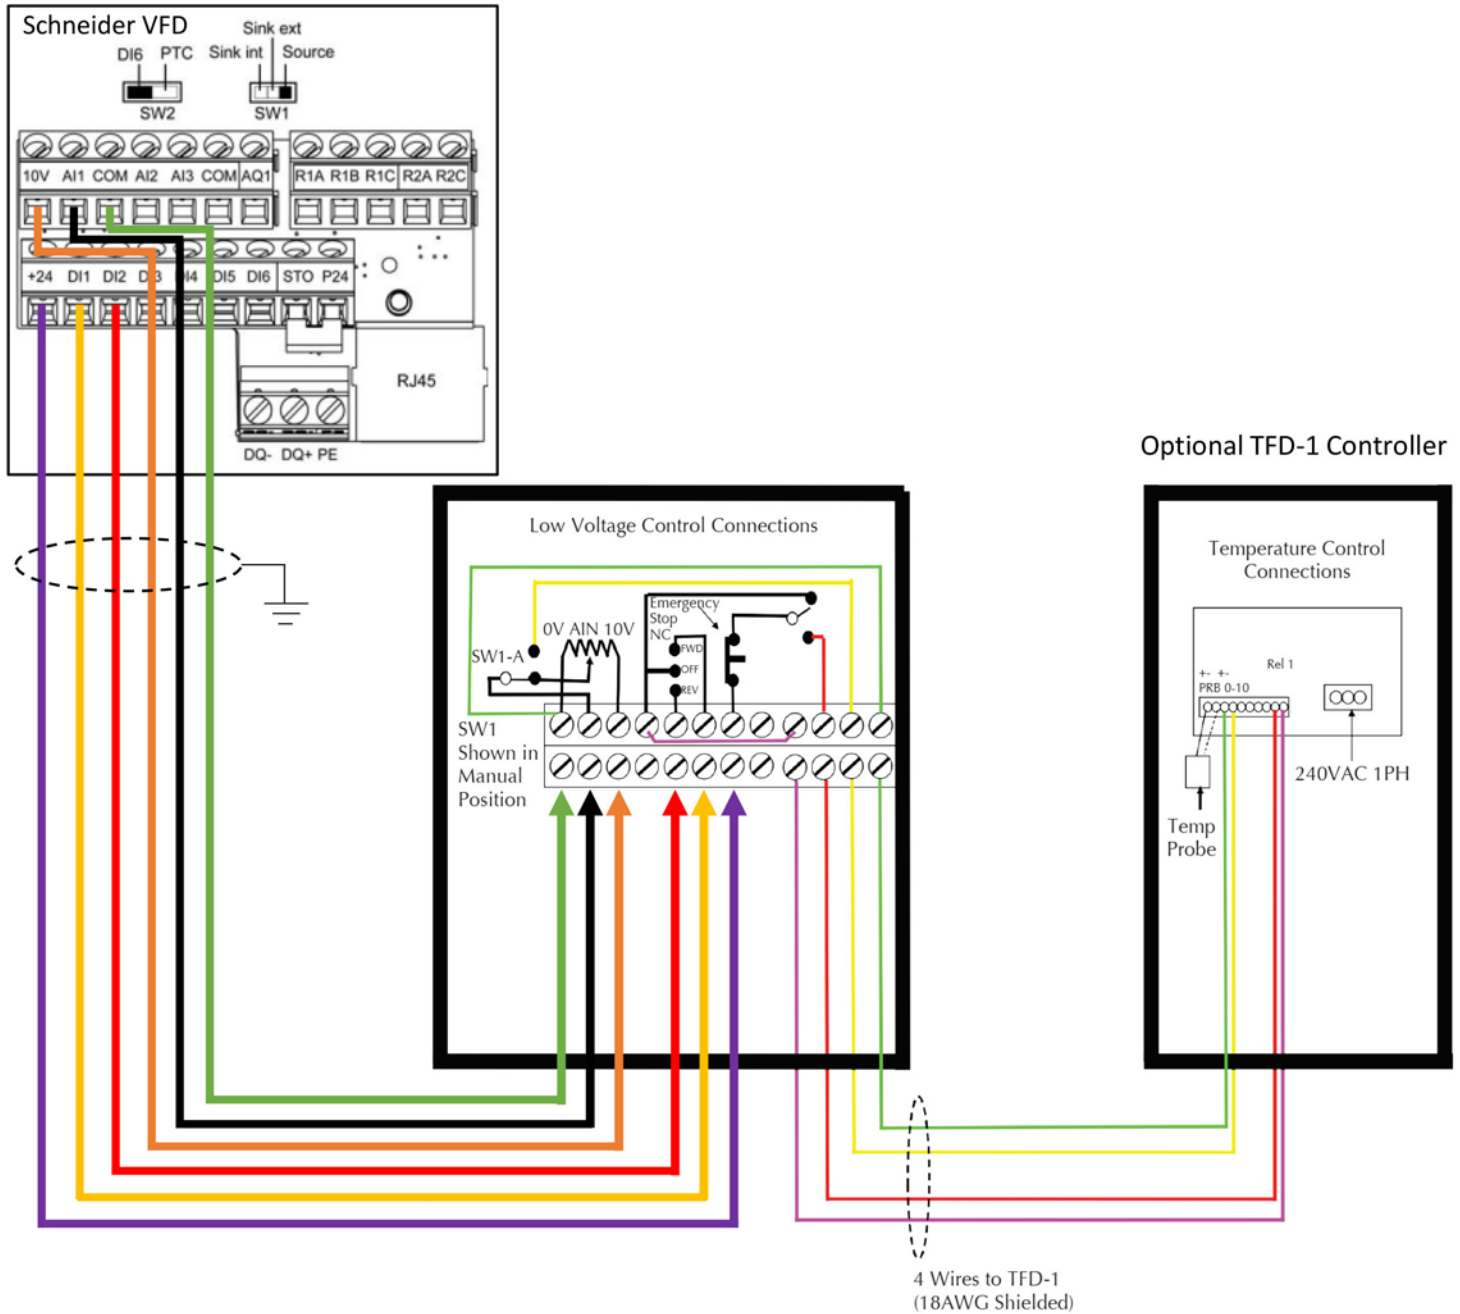 Schneider VFD
Sink ext
DI6 PTC Sink int Source
SW2 SW1
10V AI1 COM AI2 AI3 COM AQ1 R1A R1B R1C R2A R2C
+24 DI1 DI2 DI3 DI4 DI5 DI6 STO P24
RJ45
DQ- DQ+ PE
Optional TFD-1 Controller
Low Voltage Control Connections
Emergency
Stop
NC
0V AIN 10V
SW1-A
FWD
OFF
REV
SW1
Shown in
Manual
Position
Temperature Control
Connections
Rel 1
+- +-
PRB 0-10
240VAC 1PH
Temp
Probe
4 Wires to TFD-1
(18AWG Shielded)